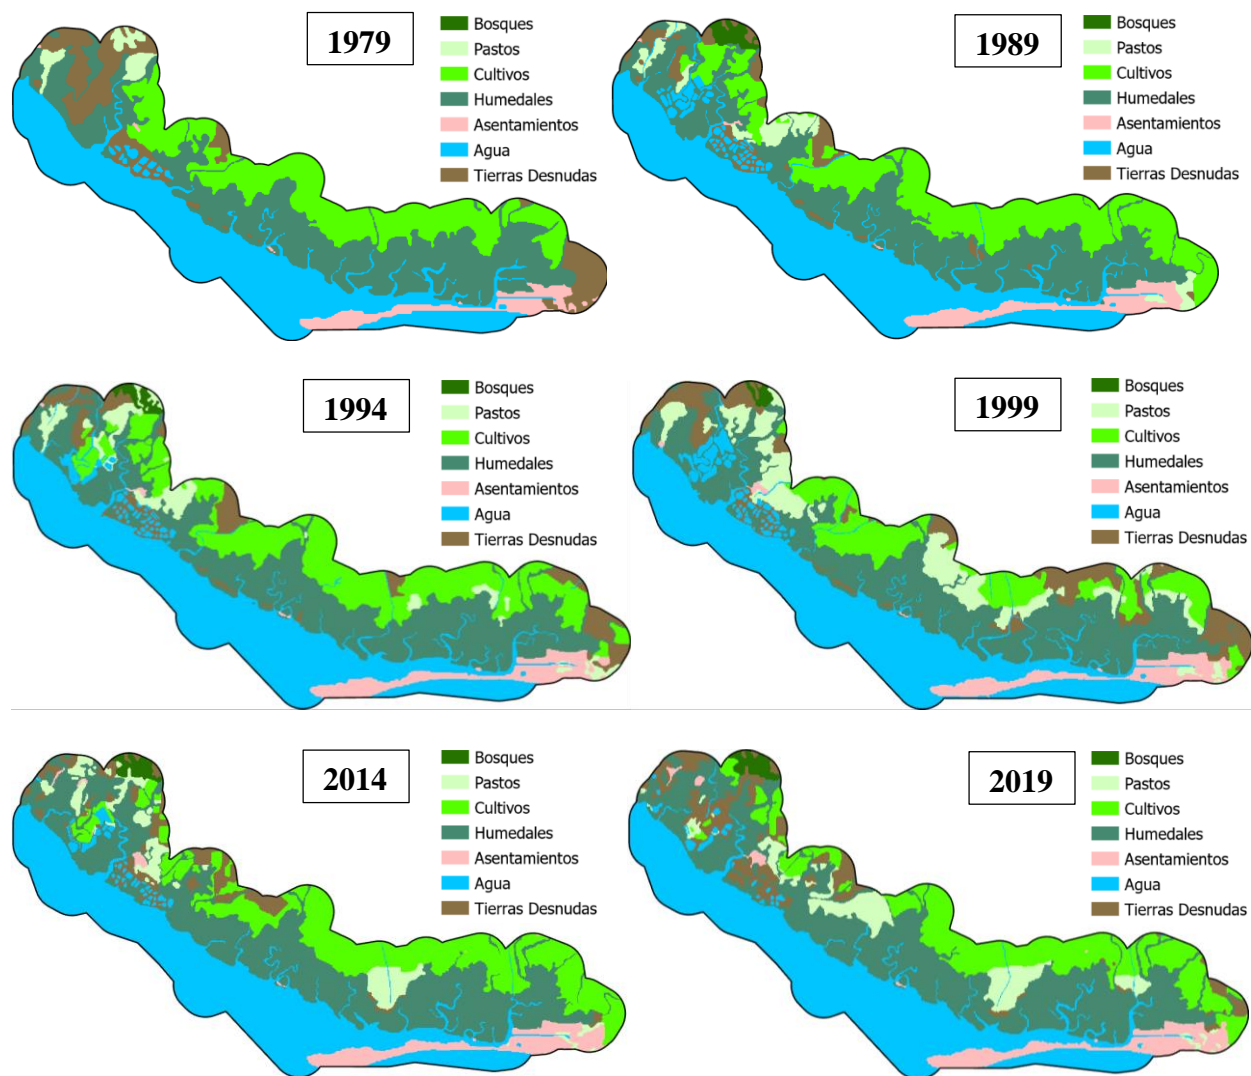 1979
Bosques
Pastos
Cultivos
Humedales
Asentamientos
Agua
Tierras Desnudas
1989
Bosques
Pastos
Cultivos
Humedales
Asentamientos
Agua
Tierras Desnudas
1994
Bosques
Pastos
Cultivos
Humedales
Asentamientos
Agua
Tierras Desnudas
1999
Bosques
Pastos
Cultivos
Humedales
Asentamientos
Agua
Tierras Desnudas
2014
Bosques
Pastos
Cultivos
Humedales
Asentamientos
Agua
Tierras Desnudas
2019
Bosques
Pastos
Cultivos
Humedales
Asentamientos
Agua
Tierras Desnudas